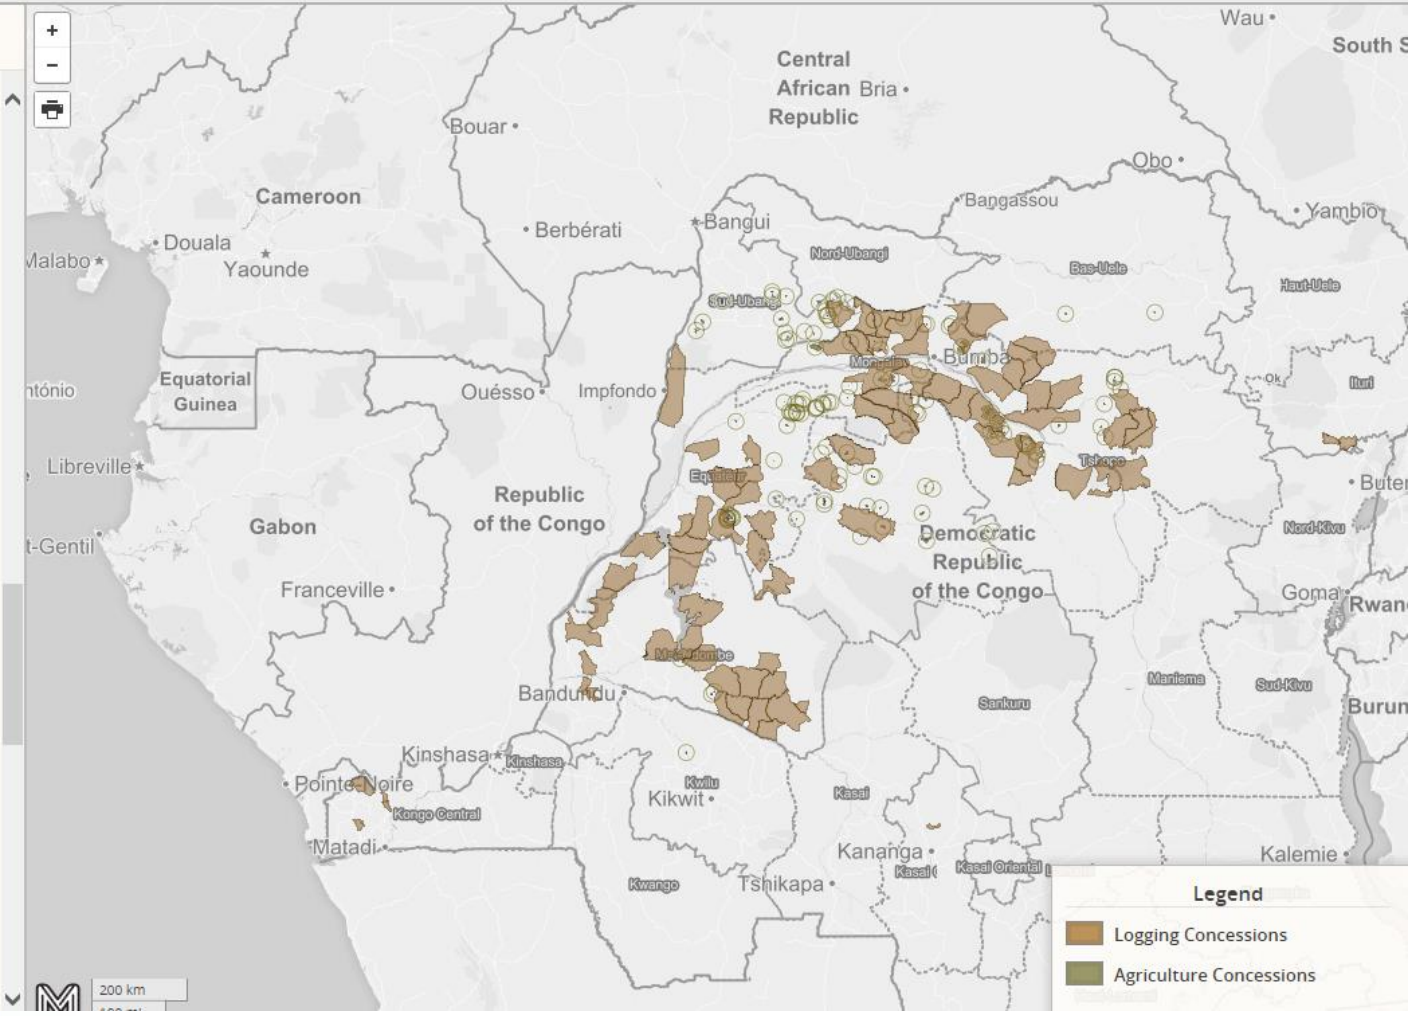 +
−
Wau
South S
Central
African
Republic
Bria
Bouar
Obo
Cameroon
Bangassou
Yambio
Berbérati
Bangui
Douala
Malabo
Yaounde
Nord-Ubangi
Bas-Uele
Haut-Uele
Sud-Ubangi
Mongala
Bumba
Equatorial
Guinea
Ouésso
Impfondo
Ituri
Libreville
Tshopo
Equateur
Republic
of the Congo
Gabon
Nord-Kivu
Democratic
Republic
of the Congo
t-Gentil
Franceville
Goma
Rwan
Mai-Ndombe
Bandundu
Maniema
Sud-Kivu
Sankuru
Burun
Kinshasa
Kinshasa
Pointe-Noire
Kwilu
Kikwit
Kasai
Kongo Central
Matadi
Kananga
Kalemie
Kasai Oriental
Kwango
Tshikapa
Legend
Logging Concessions
Agriculture Concessions
200 km